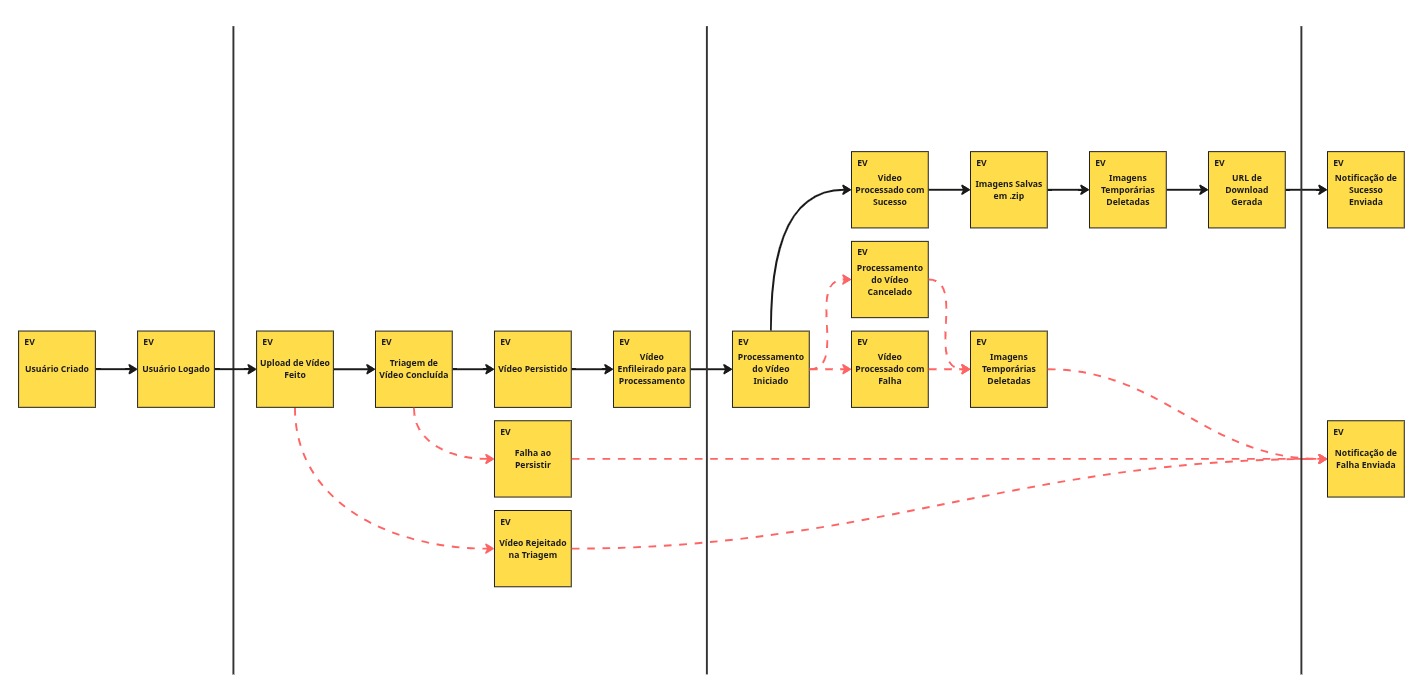 EV
Usuário Criado
EV
Usuário Logado
EV
Upload de Vídeo
Feito
EV
Triagem de
Vídeo Concluída
EV
Vídeo Persistido
EV
Vídeo
Enfileirado para
Processamento
EV
Falha ao
Persistir
EV
Vídeo Rejeitado
na Triagem
EV
Processamento
do Vídeo
Iniciado
EV
Video
Processado com
Sucesso
EV
Imagens Salvas
em .zip
EV
Imagens
Temporárias
Deletadas
EV
URL de
Download
Gerada
EV
Processamento
do Vídeo
Cancelado
EV
Vídeo
Processado com
Falha
EV
Imagens
Temporárias
Deletadas
EV
Notificação de
Sucesso
Enviada
EV
Notificação de
Falha Enviada